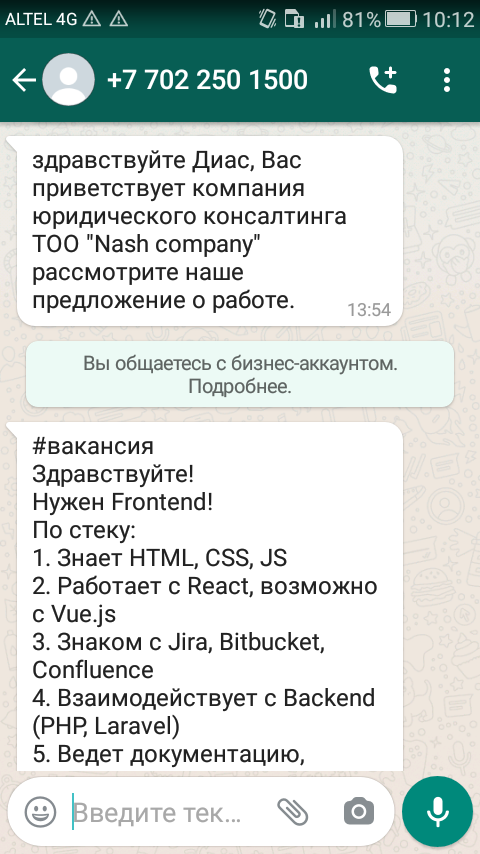 ALTEL 4G 81% 10:12
+7 702 250 1500
здравствуйте Диас, Вас
приветствует компания
юридического консалтинга
ТОО "Nash company"
рассмотрите наше
предложение о работе.
13:54
Вы общаетесь с бизнес-аккаунтом.
Подробнее.
#вакансия
Здравствуйте!
Нужен Frontend!
По стеку:
1. Знает HTML, CSS, JS
2. Работает с React, возможно
с Vue.js
3. Знаком с Jira, Bitbucket,
Confluence
4. Взаимодействует с Backend
(PHP, Laravel)
5. Ведет документацию,
Введите тек...